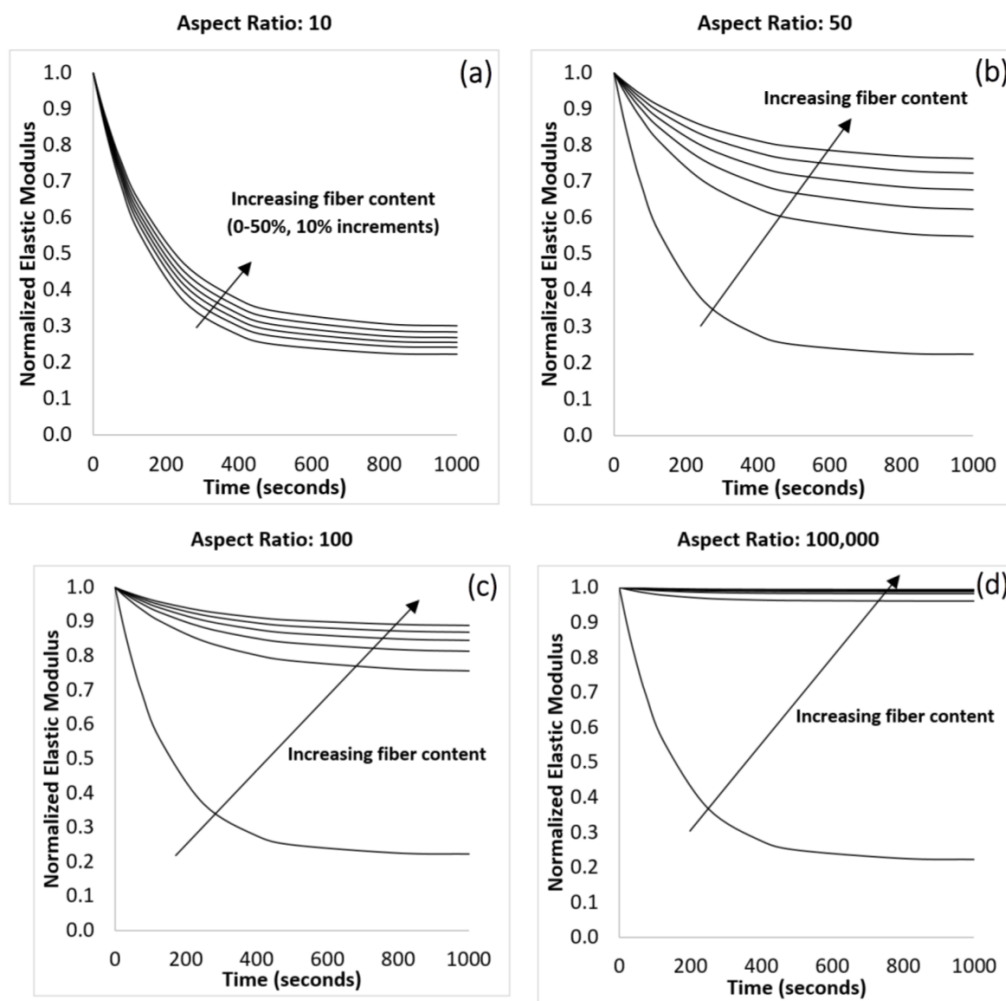 Aspect Ratio: 10
(a)
Normalized Elastic Modulus
1.0
0.9
0.8
0.7
0.6
0.5
0.4
0.3
0.2
0.1
0.0
Increasing fiber content
(0-50%, 10% increments)
0 200 400 600 800 1000
Time (seconds)
Aspect Ratio: 50
(b)
Normalized Elastic Modulus
1.0
0.9
0.8
0.7
0.6
0.5
0.4
0.3
0.2
0.1
0.0
Increasing fiber content
0 200 400 600 800 1000
Time (seconds)
Aspect Ratio: 100
(c)
Normalized Elastic Modulus
1.0
0.9
0.8
0.7
0.6
0.5
0.4
0.3
0.2
0.1
0.0
Increasing fiber content
0 200 400 600 800 1000
Time (seconds)
Aspect Ratio: 100,000
(d)
Normalized Elastic Modulus
1.0
0.9
0.8
0.7
0.6
0.5
0.4
0.3
0.2
0.1
0.0
Increasing fiber content
0 200 400 600 800 1000
Time (seconds)